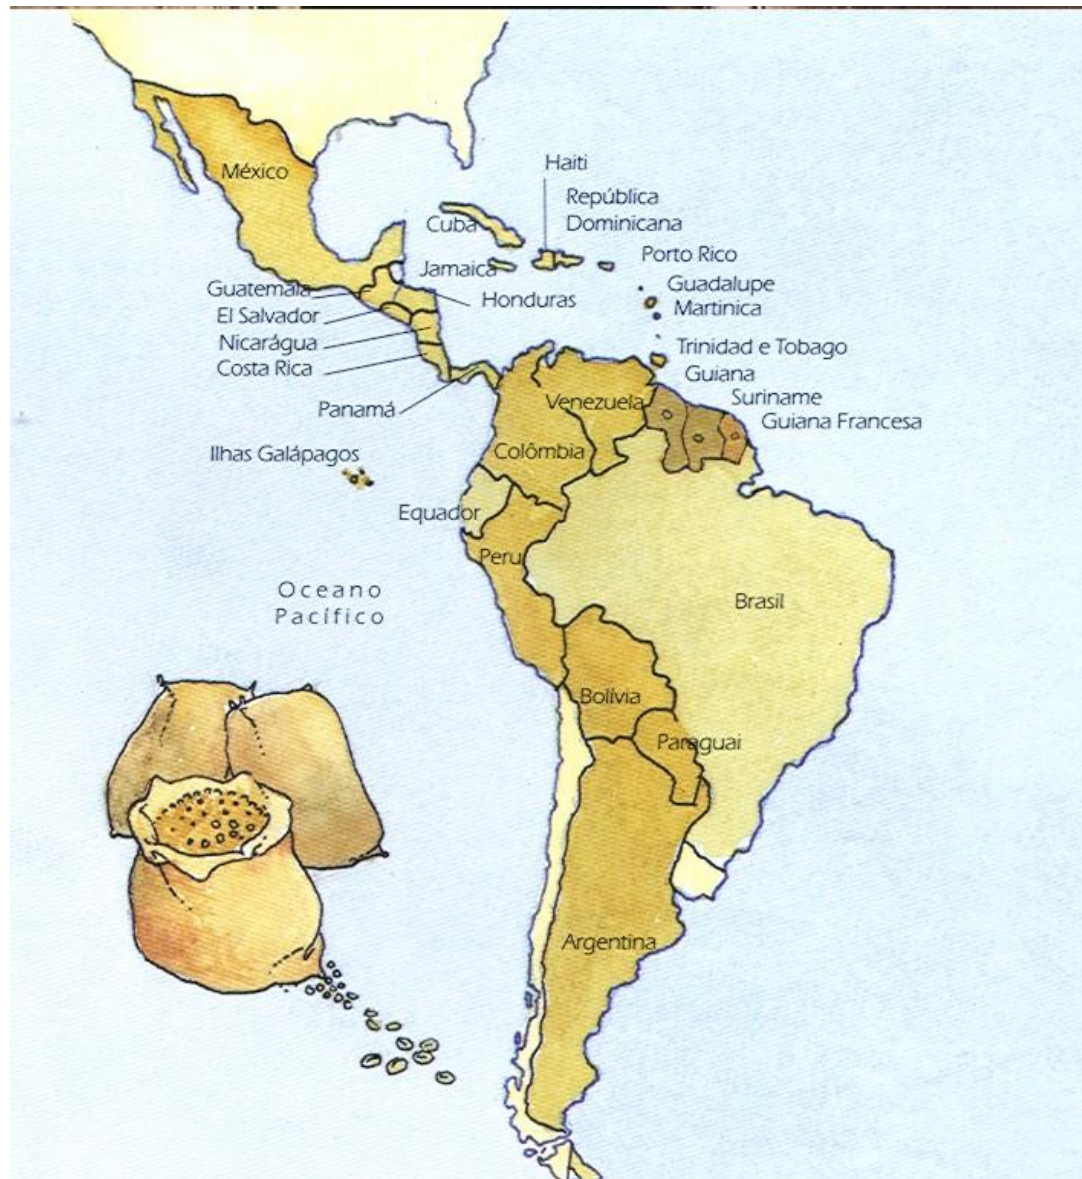 México
Haiti
República
Dominicana
Cuba
Porto Rico
Jamaica
Guadalupe
Guatemala
Honduras
Martinica
El Salvador
Nicarágua
Trinidad e Tobago
Costa Rica
Guiana
Suriname
Panamá
Venezuela
Guiana Francesa
Colômbia
Ilhas Galápagos
Equador
Peru
Oceano
Pacífico
Brasil
Bolívia
Paraguai
Argentina